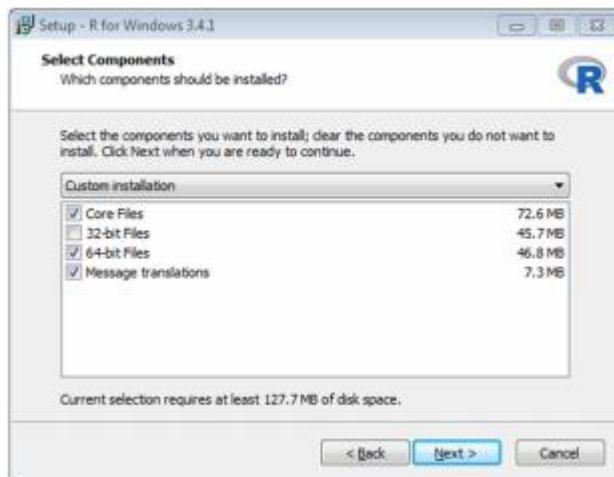 Setup - R for Windows 3.4.1
Select Components
Which components should be installed?
R
Select the components you want to install; clear the components you do not want to
install. Click Next when you are ready to continue.
Custom installation
Core Files 72.6 MB
32-bit Files 45.7 MB
64-bit Files 46.8 MB
Message translations 7.3 MB
Current selection requires at least 127.7 MB of disk space.
< Back Next > Cancel